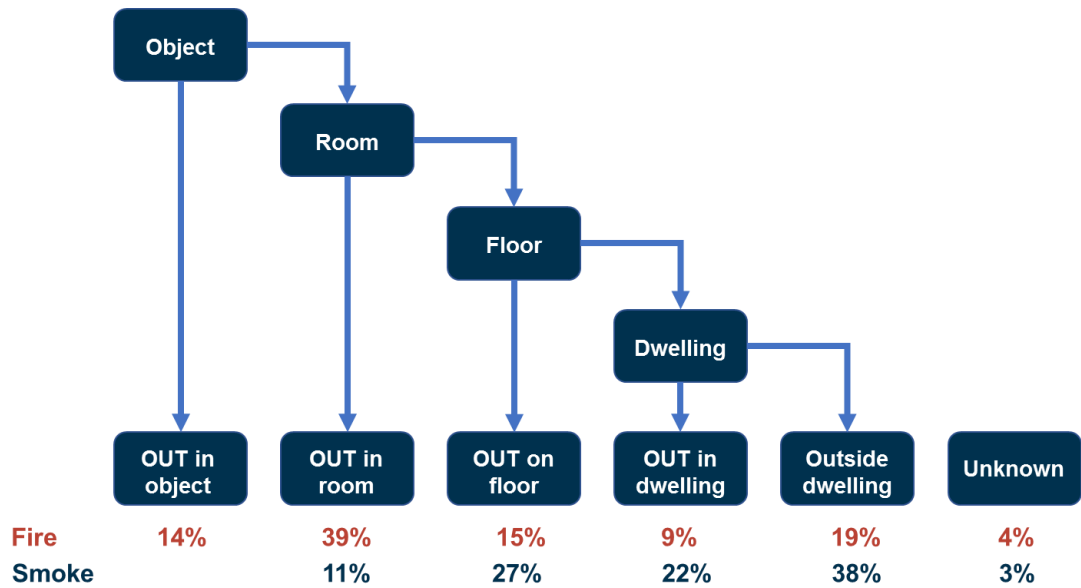 Object
Room
Floor
Dwelling
OUT in
object
OUT in
room
OUT on
floor
OUT in
dwelling
Outside
dwelling
Unknown
Fire 14% 39% 15% 9% 19% 4%
Smoke 11% 27% 22% 38% 3%